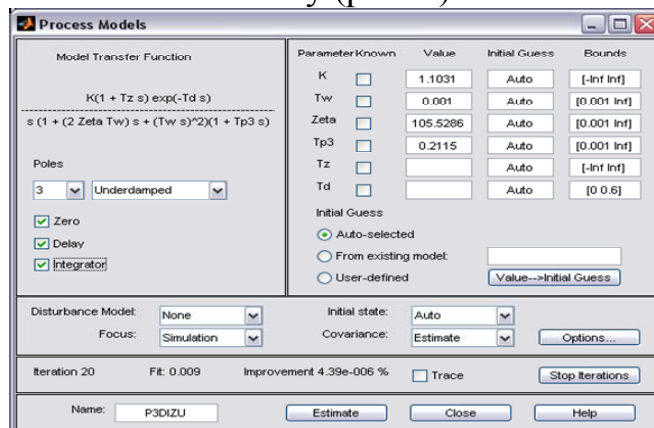 Process Models
Model Transfer Function
K(1 + Tz s) exp(-Td s)
s (1 + (2 Zeta Tw) s + (Tw s)^2)(1 + Tp3 s)
Poles
3 Underdamped
Zero
Delay
Integrator
Parameter Known Value Initial Guess Bounds
K 1.1031 Auto [-Inf Inf]
Tw 0.001 Auto [0.001 Inf]
Zeta 105.5286 Auto [0.001 Inf]
Tp3 0.2115 Auto [0.001 Inf]
Tz Auto [-Inf Inf]
Td Auto [0 0.6]
Initial Guess
Auto-selected
From existing model:
User-defined Value-->Initial Guess
Disturbance Model: None Initial state: Auto
Focus: Simulation Covariance: Estimate Options...
Iteration 20 Fit: 0.009 Improvement 4.39e-006 % Trace Stop Iterations
Name: P3DIZU Estimate Close Help